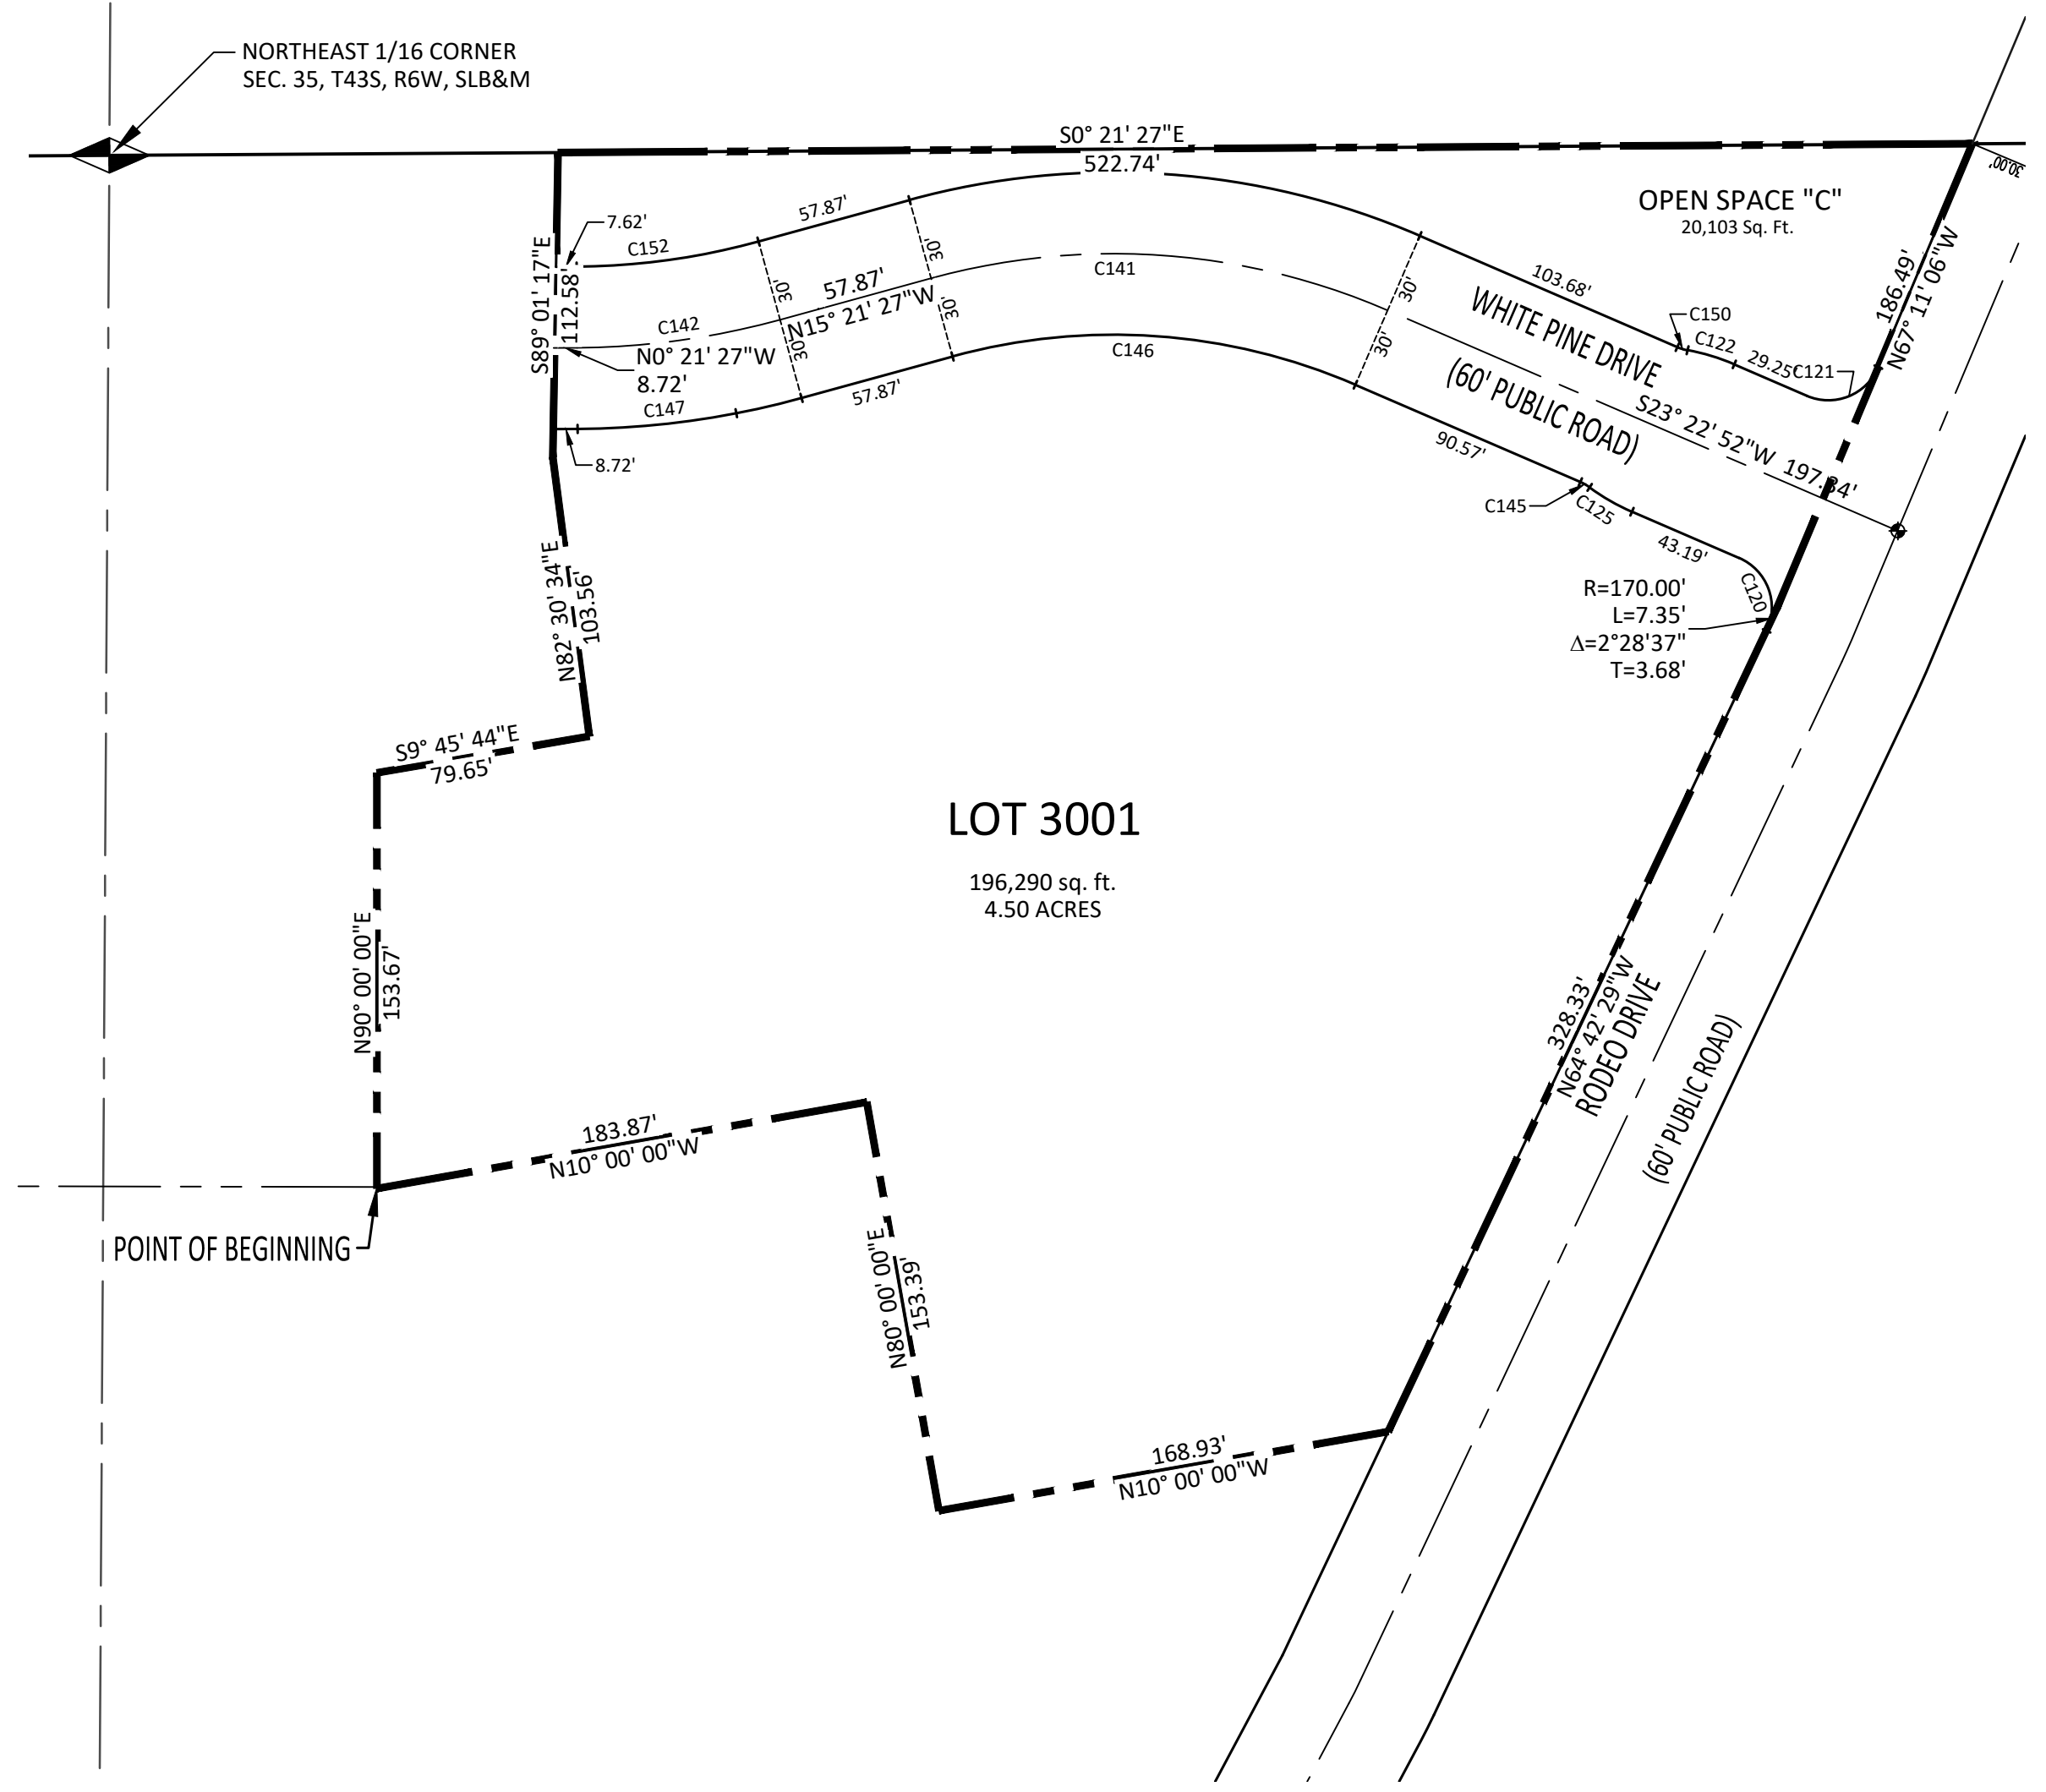 NORTHEAST 1/16 CORNER
SEC. 35, T43S, R6W, SLB&M
S0° 21' 27"E
522.74'
30.00'
OPEN SPACE "C"
20,103 Sq. Ft.
186.49'
N67° 11' 06"W
7.62'
57.87'
C152
S89° 01' 17"E
112.58'
30'
30'
C141
57.87'
N15° 21' 27"W
C142
30'
30'
N0° 21' 27"W
8.72'
C147
57.87'
C146
8.72'
30'
30'
103.68'
WHITE PINE DRIVE
(60' PUBLIC ROAD)
C150
C122
29.25'
C121
S23° 22' 52"W 197.34'
90.57'
C145
C125
43.19'
C120
R=170.00'
L=7.35'
Δ=2°28'37"
T=3.68'
N82° 30' 34"E
103.56'
S9° 45' 44"E
79.65'
LOT 3001
196,290 sq. ft.
4.50 ACRES
N90° 00' 00"E
153.67'
328.33'
N64° 42' 29"W
RODEO DRIVE
(60' PUBLIC ROAD)
183.87'
N10° 00' 00"W
POINT OF BEGINNING
N80° 00' 00"E
153.39'
168.93'
N10° 00' 00"W